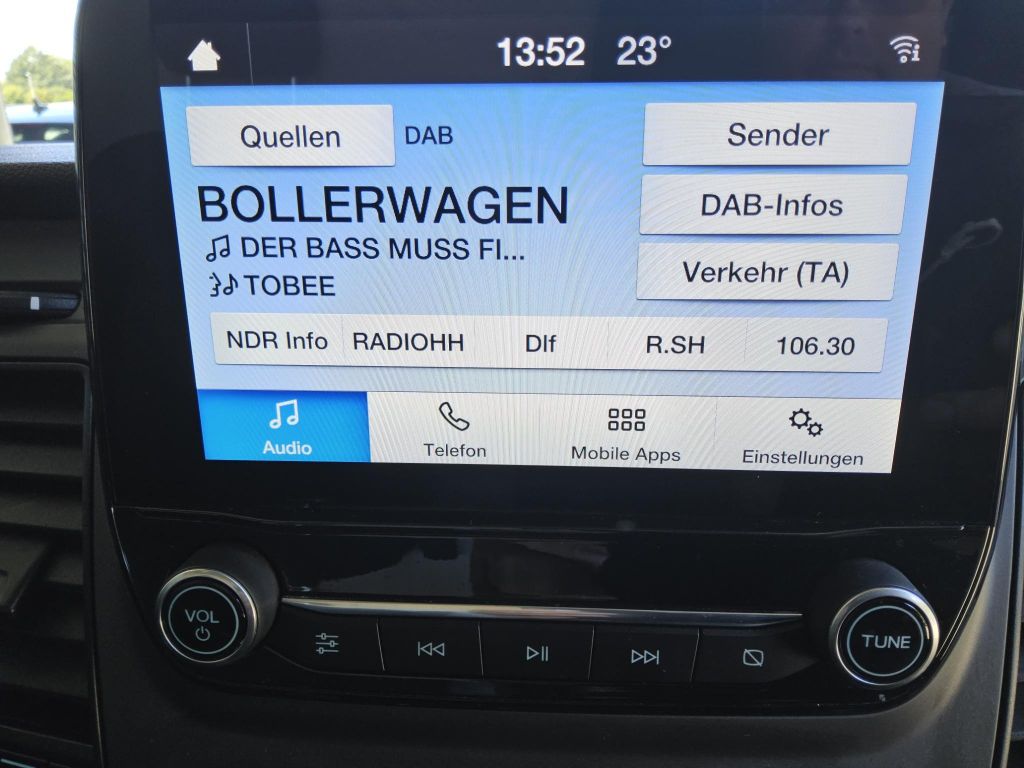 13:52 23°
Quellen DAB Sender
BOLLERWAGEN DAB-Infos
DER BASS MUSS FI...
TOBEE Verkehr (TA)
NDR Info RADIOHH Dlf R.SH 106.30
Audio Telefon Mobile Apps Einstellungen
VOL TUNE